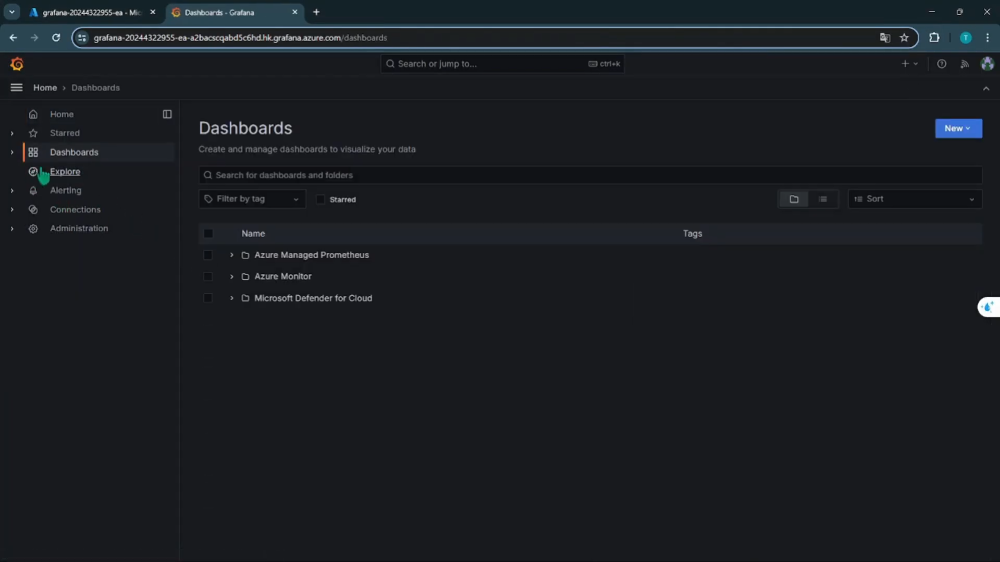 grafana-20244322955-ea - Mic
Dashboards - Grafana
grafana-20244322955-ea-a2bacscqabd5c6hd.hk.grafana.azure.com/dashboards
T
Search or jump to...
ctrl+k
Home > Dashboards
Home
Starred
Dashboards
Explore
Alerting
Connections
Administration
Dashboards
New
Create and manage dashboards to visualize your data
Search for dashboards and folders
Filter by tag
Starred
Sort
Name
Tags
Azure Managed Prometheus
Azure Monitor
Microsoft Defender for Cloud